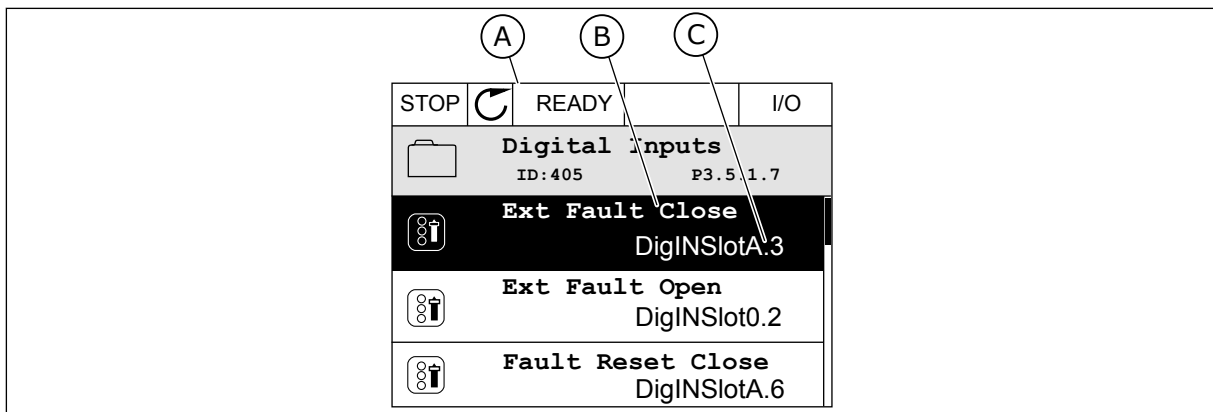 A B C
STOP READY I/O
Digital Inputs
ID:405 P3.5.1.7
Ext Fault Close
DigINSlotA.3
Ext Fault Open
DigINSlot0.2
Fault Reset Close
DigINSlotA.6